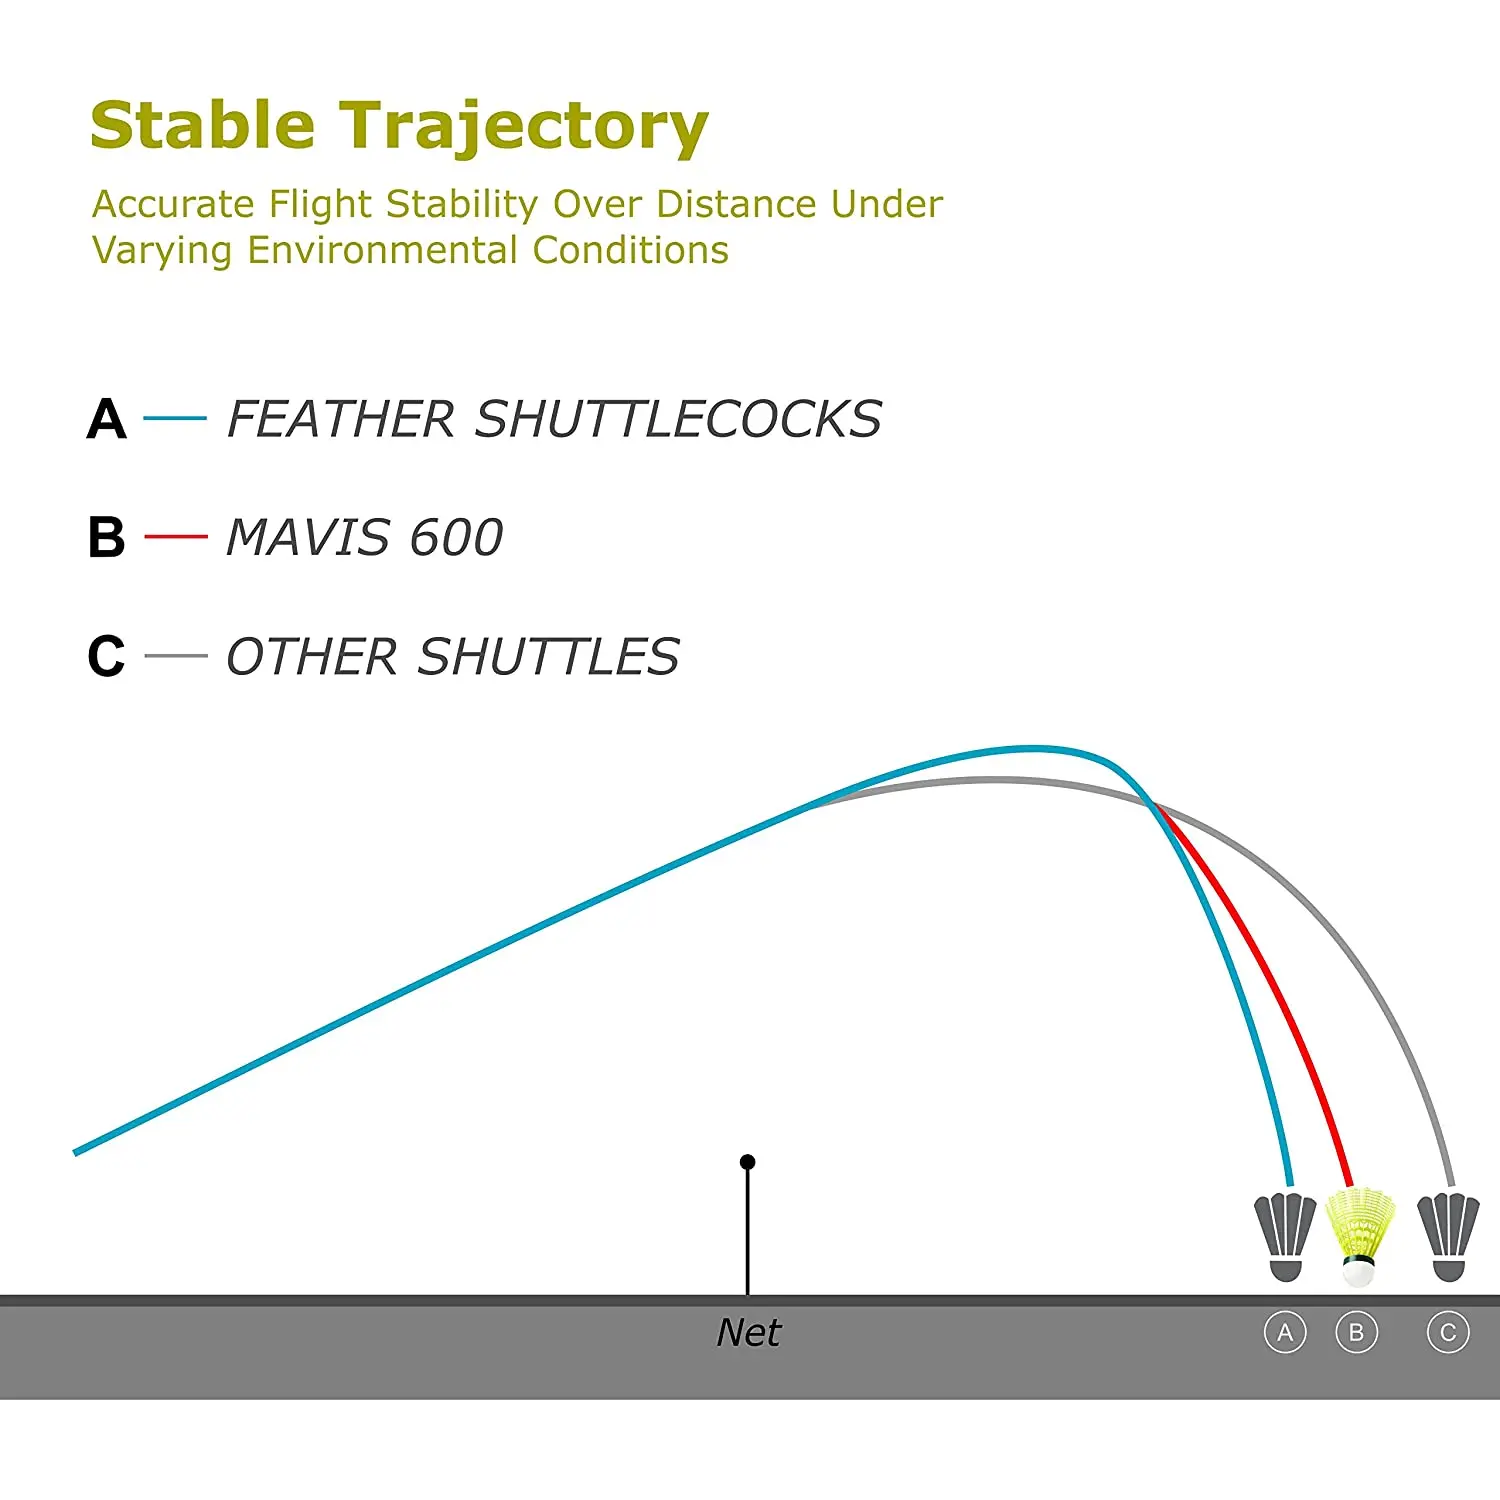 Stable Trajectory
Accurate Flight Stability Over Distance Under
Varying Environmental Conditions
A FEATHER SHUTTLECOCKS
B MAVIS 600
C OTHER SHUTTLES
Net
A B C